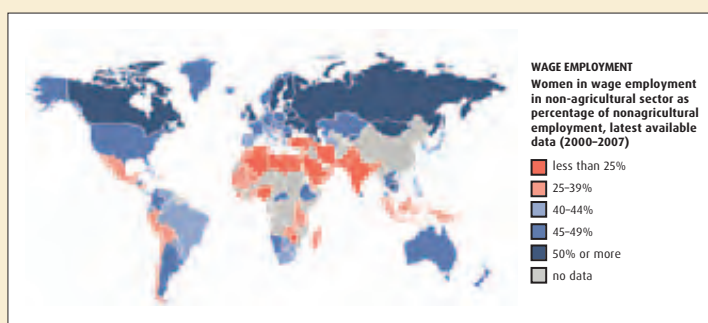 WAGE EMPLOYMENT
Women in wage employment
in non-agricultural sector as
percentage of nonagricultural
employment, latest available
data (2000–2007)
less than 25%
25–39%
40–44%
45–49%
50% or more
no data